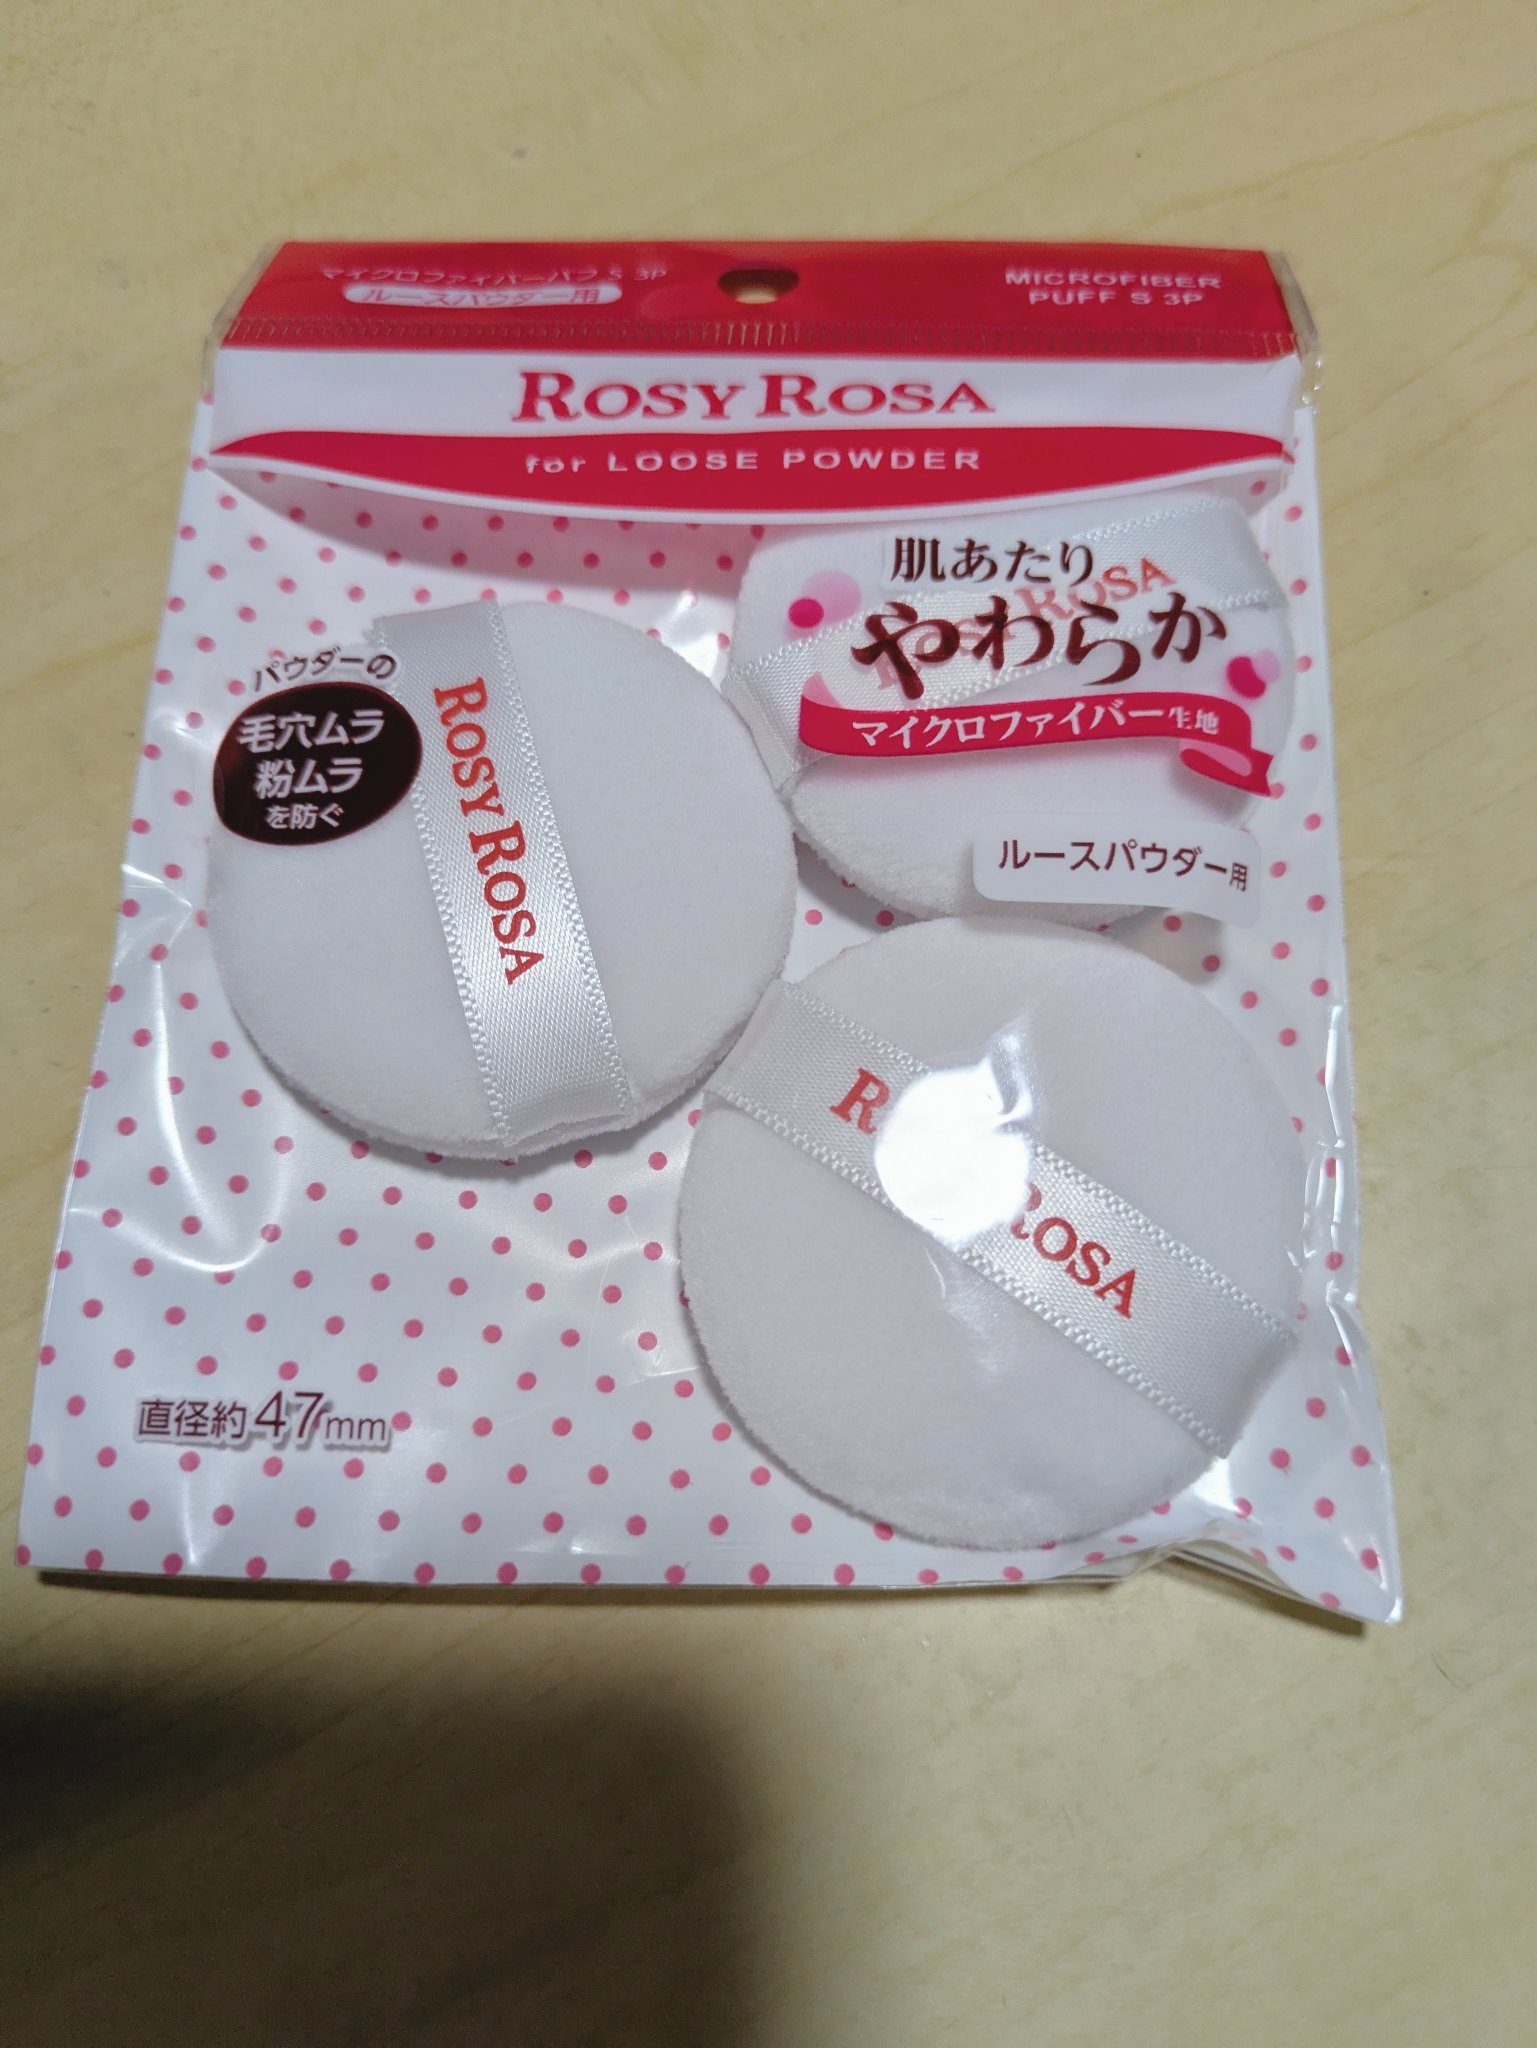 マイクロファイバーパフ S 3P
ルースパウダー用
MICROFIBER
PUFF S 3P
ROSY ROSA
for LOOSE POWDER
肌あたり
やわらか
マイクロファイバー生地
ルースパウダー用
パウダーの
毛穴ムラ
粉ムラ
を防ぐ
ROSY ROSA
ROSA
R
ROSA
直径約47mm